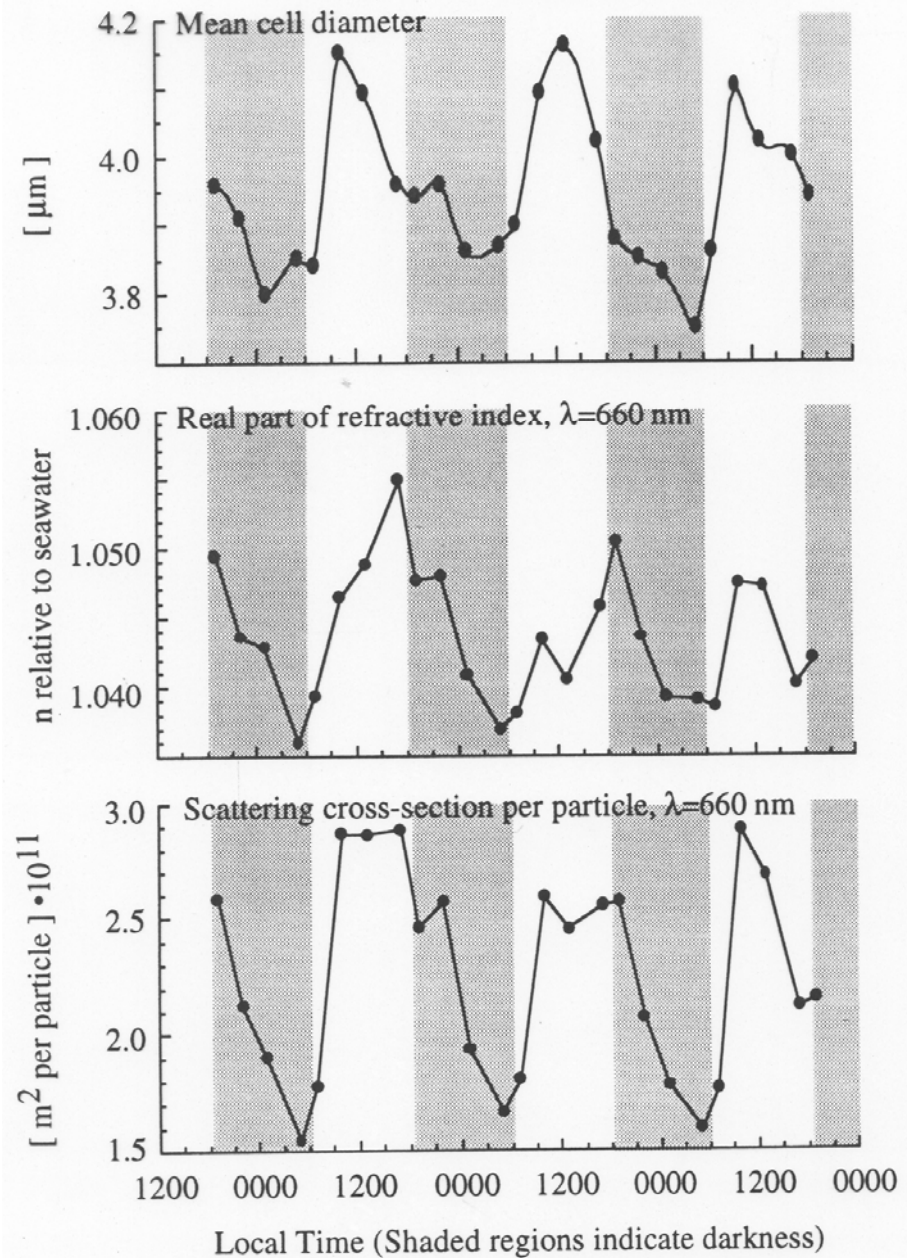 Mean cell diameter
4.2
4.0
3.8
[ μm ]
Real part of refractive index, λ=660 nm
1.060
1.050
1.040
n relative to seawater
Scattering cross-section per particle, λ=660 nm
3.0
2.5
2.0
1.5
[ m² per particle ]•10¹¹
1200 0000 1200 0000 1200 0000 1200 0000
Local Time (Shaded regions indicate darkness)